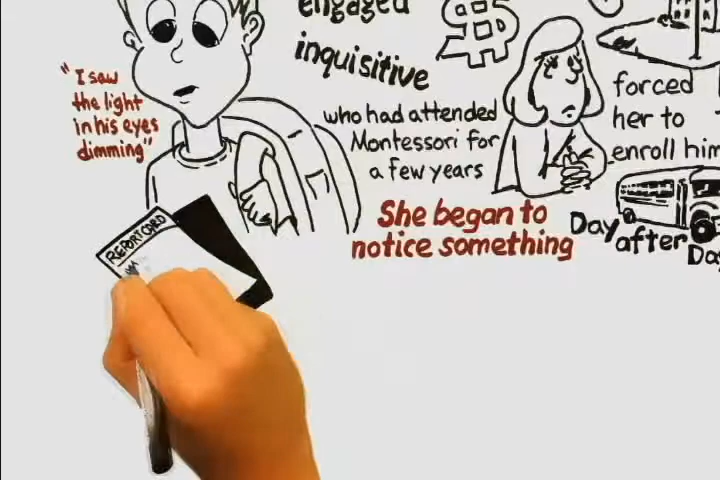 engaged
inquisitive
"I saw
the light
in his eyes
dimming"
who had attended
Montessori for
a few years
forced
her to
enroll him
She began to
notice something
Day
after
REPORT CARD